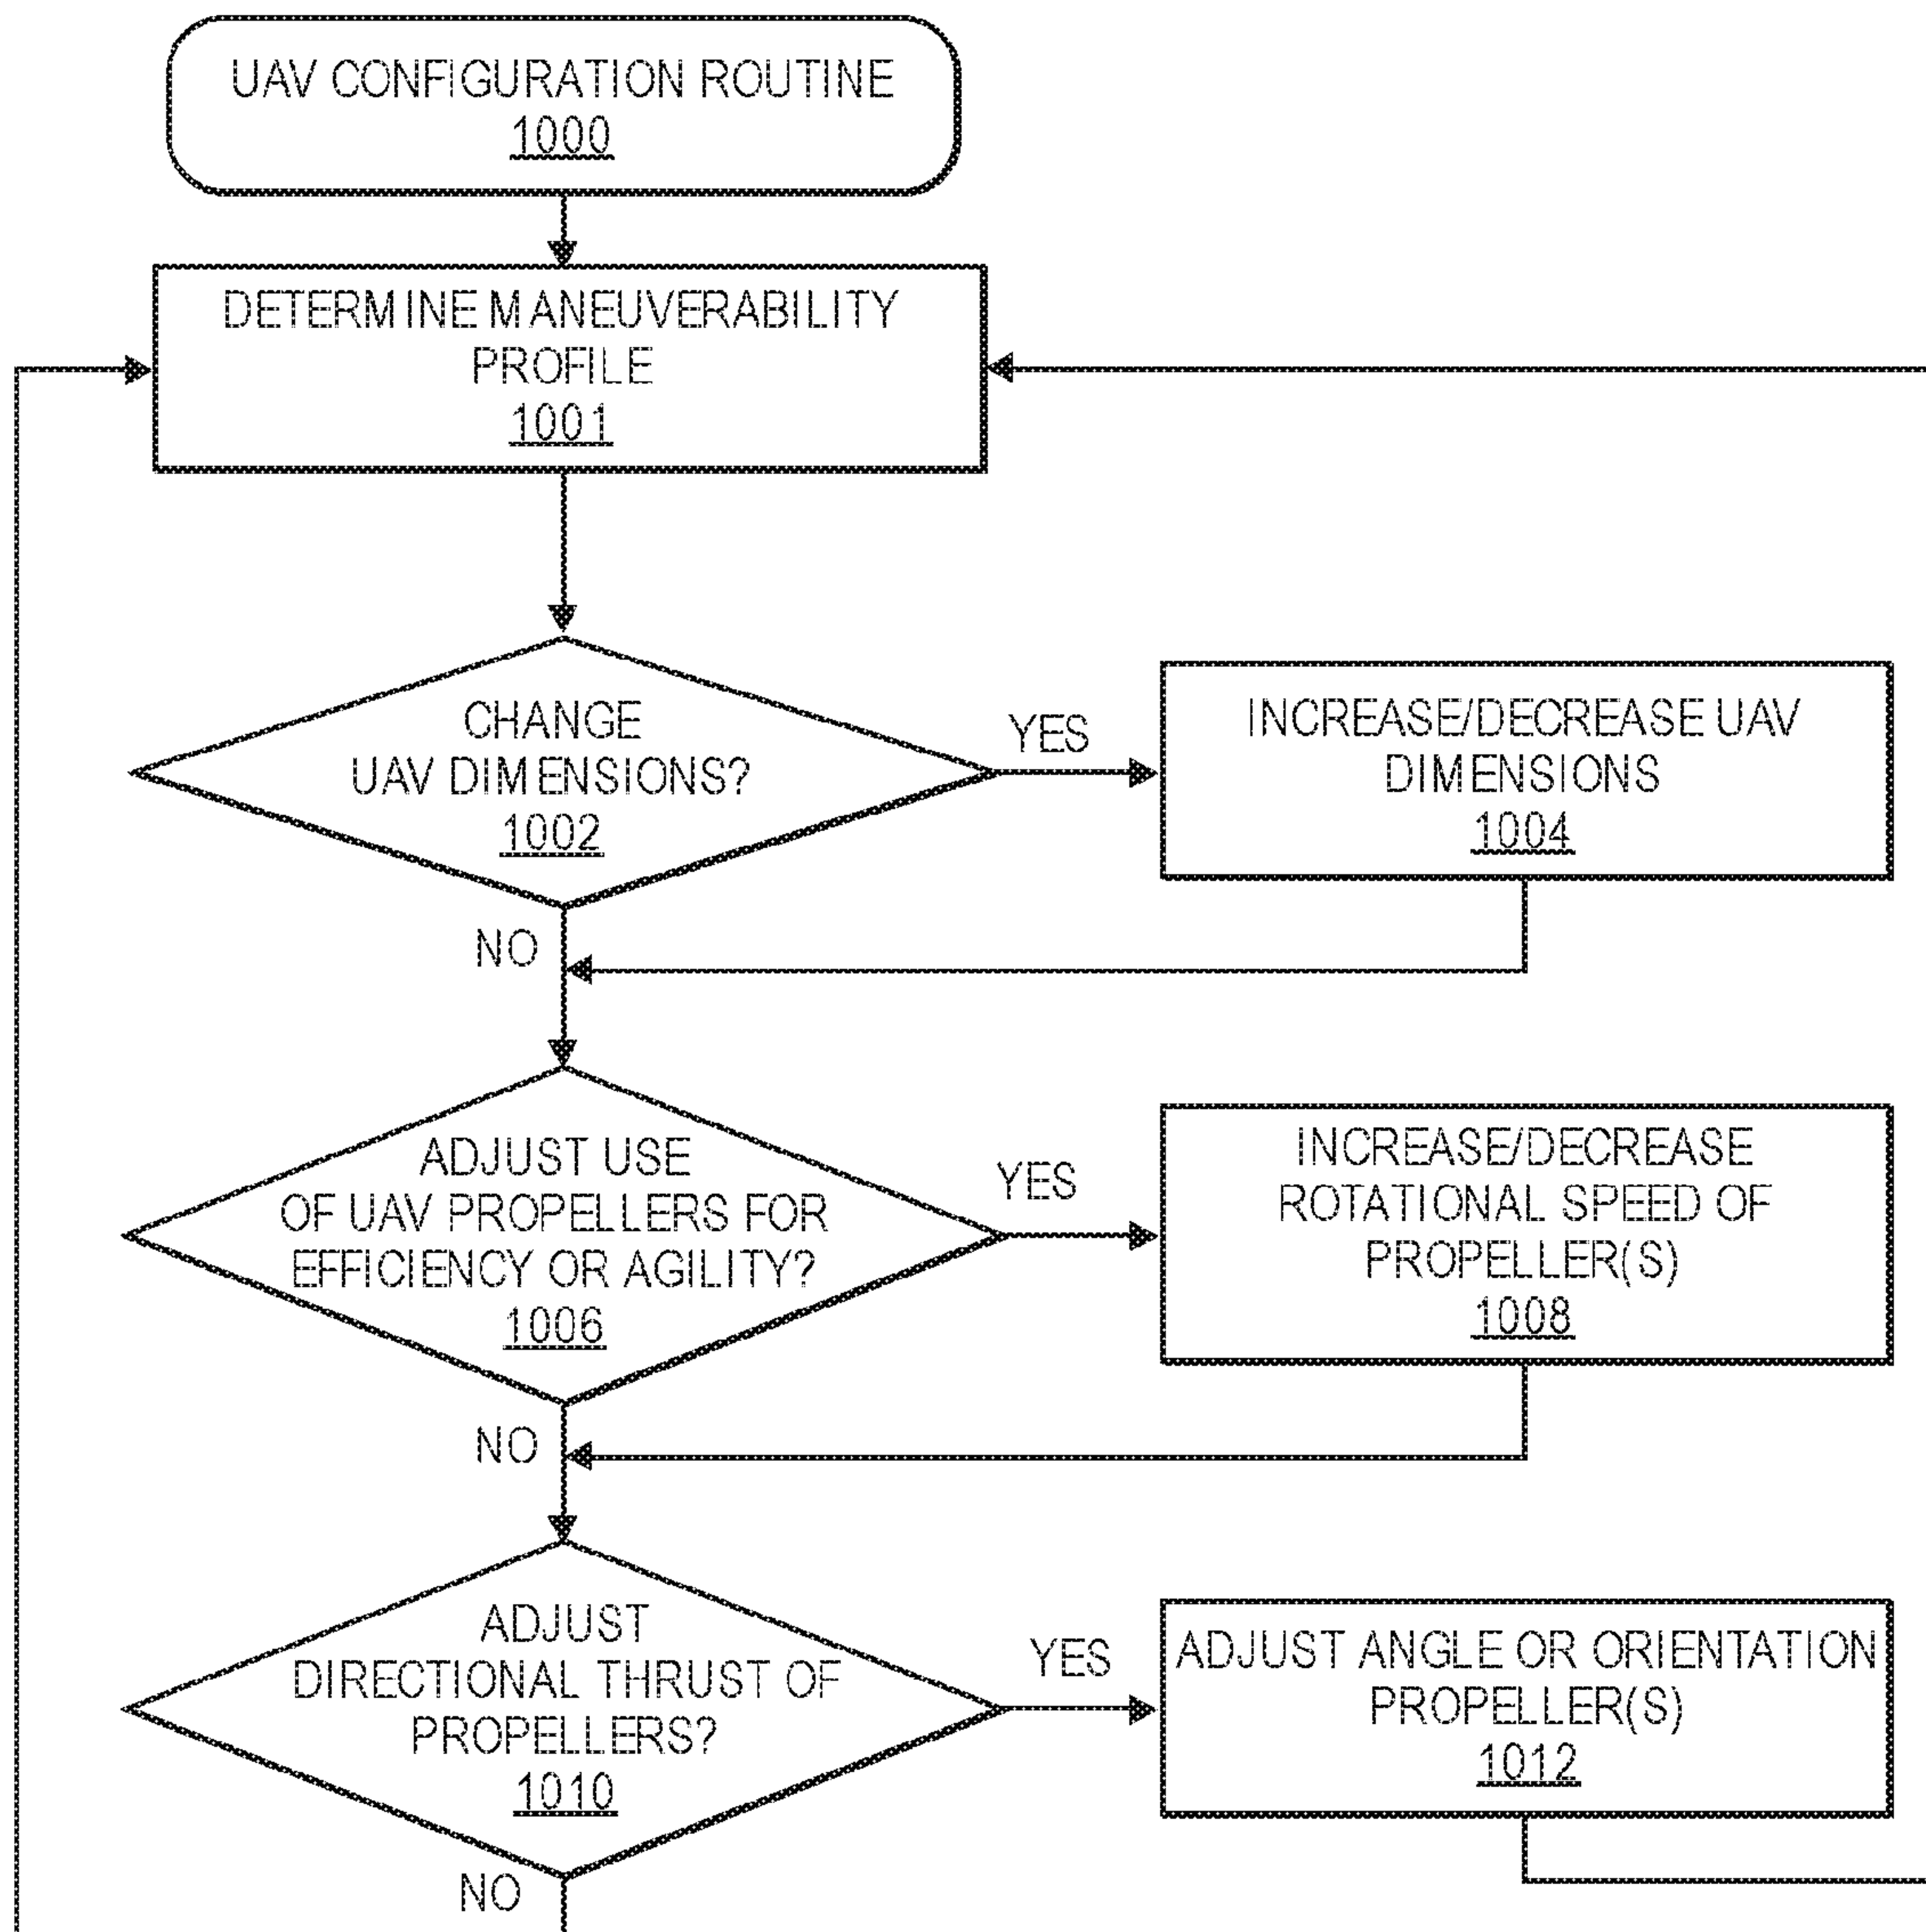 UAV CONFIGURATION ROUTINE
1000
DETERMINE MANEUVERABILITY
PROFILE
1001
CHANGE
UAV DIMENSIONS?
1002
YES
INCREASE/DECREASE UAV
DIMENSIONS
1004
NO
ADJUST USE
OF UAV PROPELLERS FOR
EFFICIENCY OR AGILITY?
1006
YES
INCREASE/DECREASE
ROTATIONAL SPEED OF
PROPELLER(S)
1008
NO
ADJUST
DIRECTIONAL THRUST OF
PROPELLERS?
1010
YES
ADJUST ANGLE OR ORIENTATION
PROPELLER(S)
1012
NO